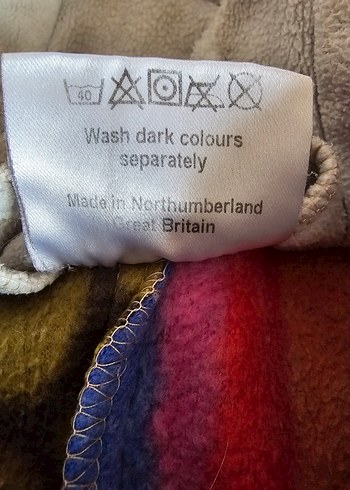 40
Wash dark colours
separately
Made in Northumberland
Great Britain